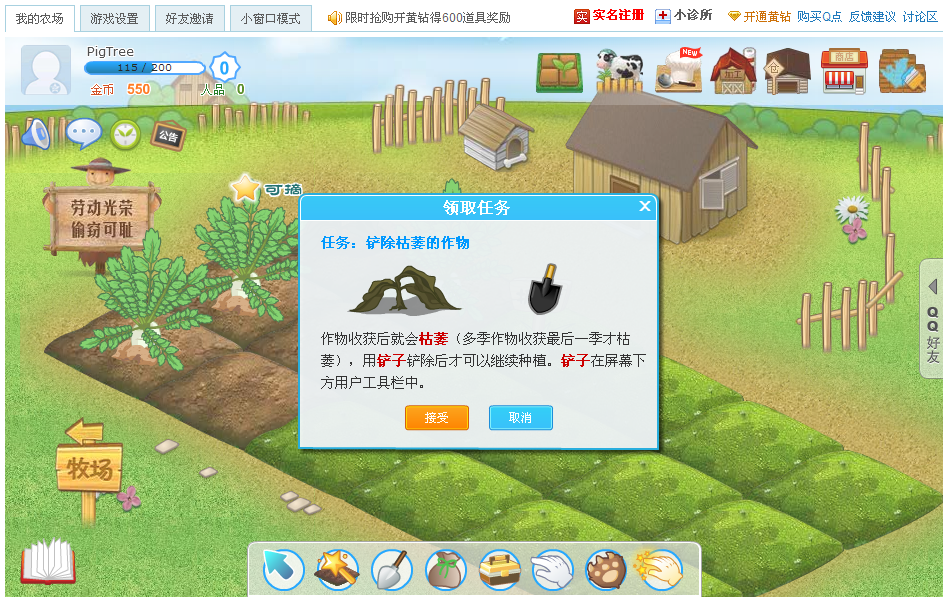 我的农场 游戏设置 好友邀请 小窗口模式 限时抢购开黄钻得600道具奖励 实 实名注册 小诊所 开通黄钻 购买Q点 反馈建议 讨论区
PigTree
115 / 200 0
金币 550 人品 0
NEW 加工 仓 商店
公告
劳动光荣
偷窃可耻
可摘
领取任务
任务：铲除枯萎的作物
作物收获后就会枯萎（多季作物收获最后一季才枯
萎），用铲子铲除后才可以继续种植。铲子在屏幕下
方用户工具栏中。
接受 取消
QQ好友
牧场